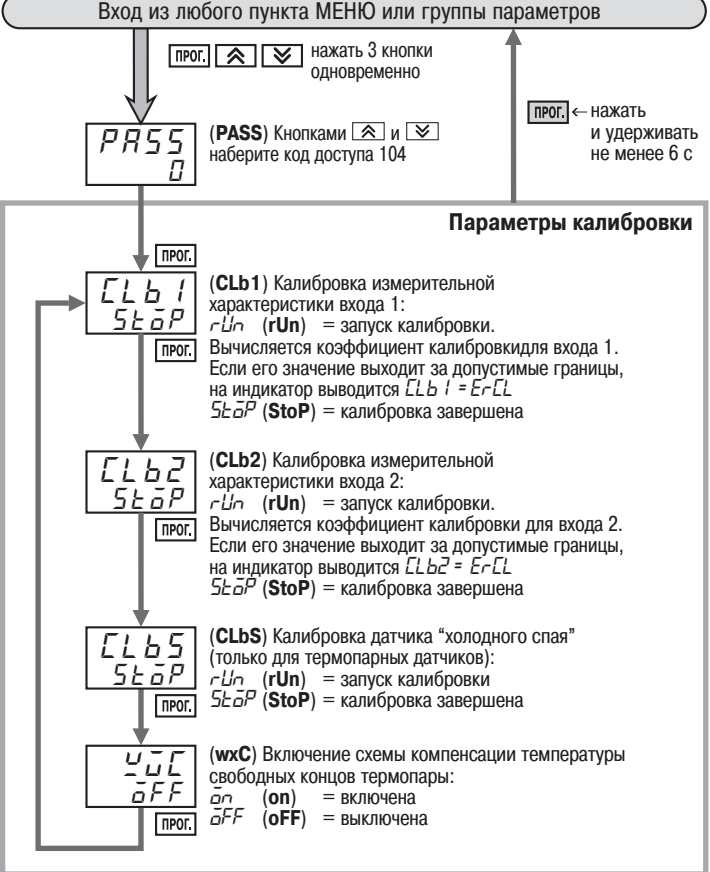 Вход из любого пункта МЕНЮ или группы параметров
ПРОГ. нажать 3 кнопки
одновременно
ПРОГ. ← нажать
и удерживать
не менее 6 с
PASS
0
(PASS) Кнопками и
наберите код доступа 104
Параметры калибровки
ПРОГ.
CLb1
StoP
ПРОГ.
(CLb1) Калибровка измерительной
характеристики входа 1:
rUn (rUn) = запуск калибровки.
Вычисляется коэффициент калибровкидля входа 1.
Если его значение выходит за допустимые границы,
на индикатор выводится CLb1 = ErCL
StoP (StoP) = калибровка завершена
CLb2
StoP
ПРОГ.
(CLb2) Калибровка измерительной
характеристики входа 2:
rUn (rUn) = запуск калибровки.
Вычисляется коэффициент калибровки для входа 2.
Если его значение выходит за допустимые границы,
на индикатор выводится CLb2 = ErCL
StoP (StoP) = калибровка завершена
CLbS
StoP
ПРОГ.
(CLbS) Калибровка датчика “холодного спая”
(только для термопарных датчиков):
rUn (rUn) = запуск калибровки
StoP (StoP) = калибровка завершена
oFF
ПРОГ.
(wxC) Включение схемы компенсации температуры
свободных концов термопары:
on (on) = включена
oFF (oFF) = выключена